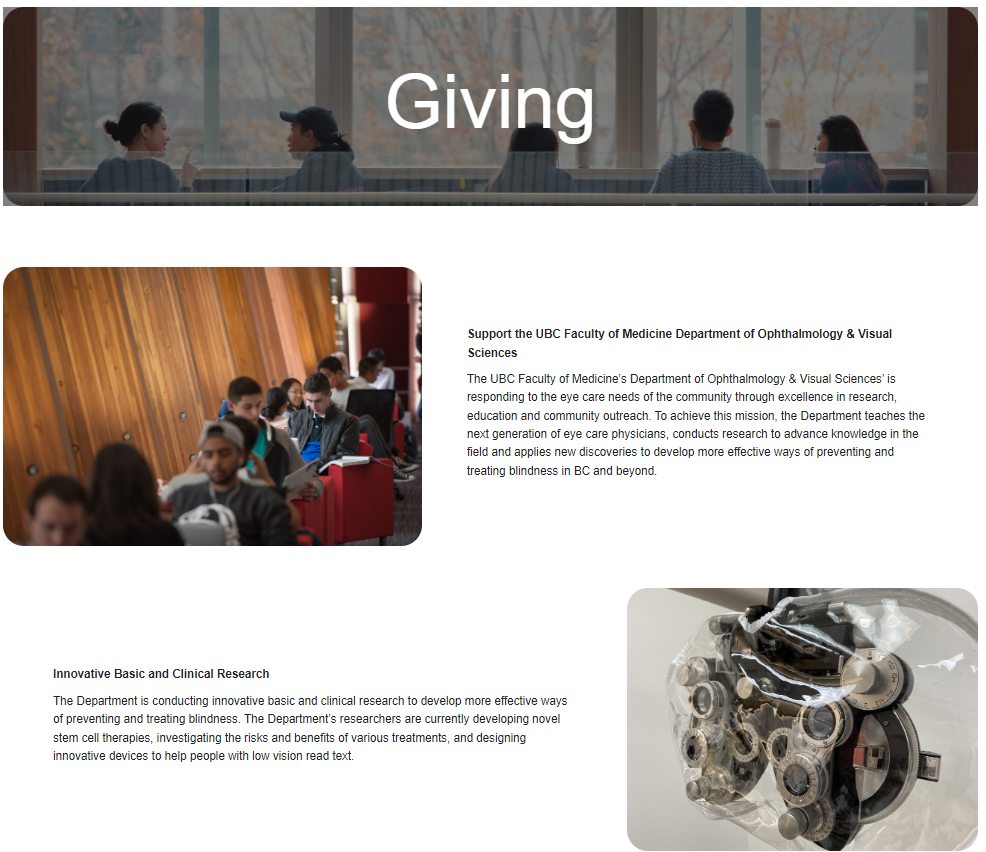 Giving
Support the UBC Faculty of Medicine Department of Ophthalmology & Visual
Sciences
The UBC Faculty of Medicine's Department of Ophthalmology & Visual Sciences' is
responding to the eye care needs of the community through excellence in research,
education and community outreach. To achieve this mission, the Department teaches the
next generation of eye care physicians, conducts research to advance knowledge in the
field and applies new discoveries to develop more effective ways of preventing and
treating blindness in BC and beyond.
Innovative Basic and Clinical Research
The Department is conducting innovative basic and clinical research to develop more effective ways
of preventing and treating blindness. The Department's researchers are currently developing novel
stem cell therapies, investigating the risks and benefits of various treatments, and designing
innovative devices to help people with low vision read text.